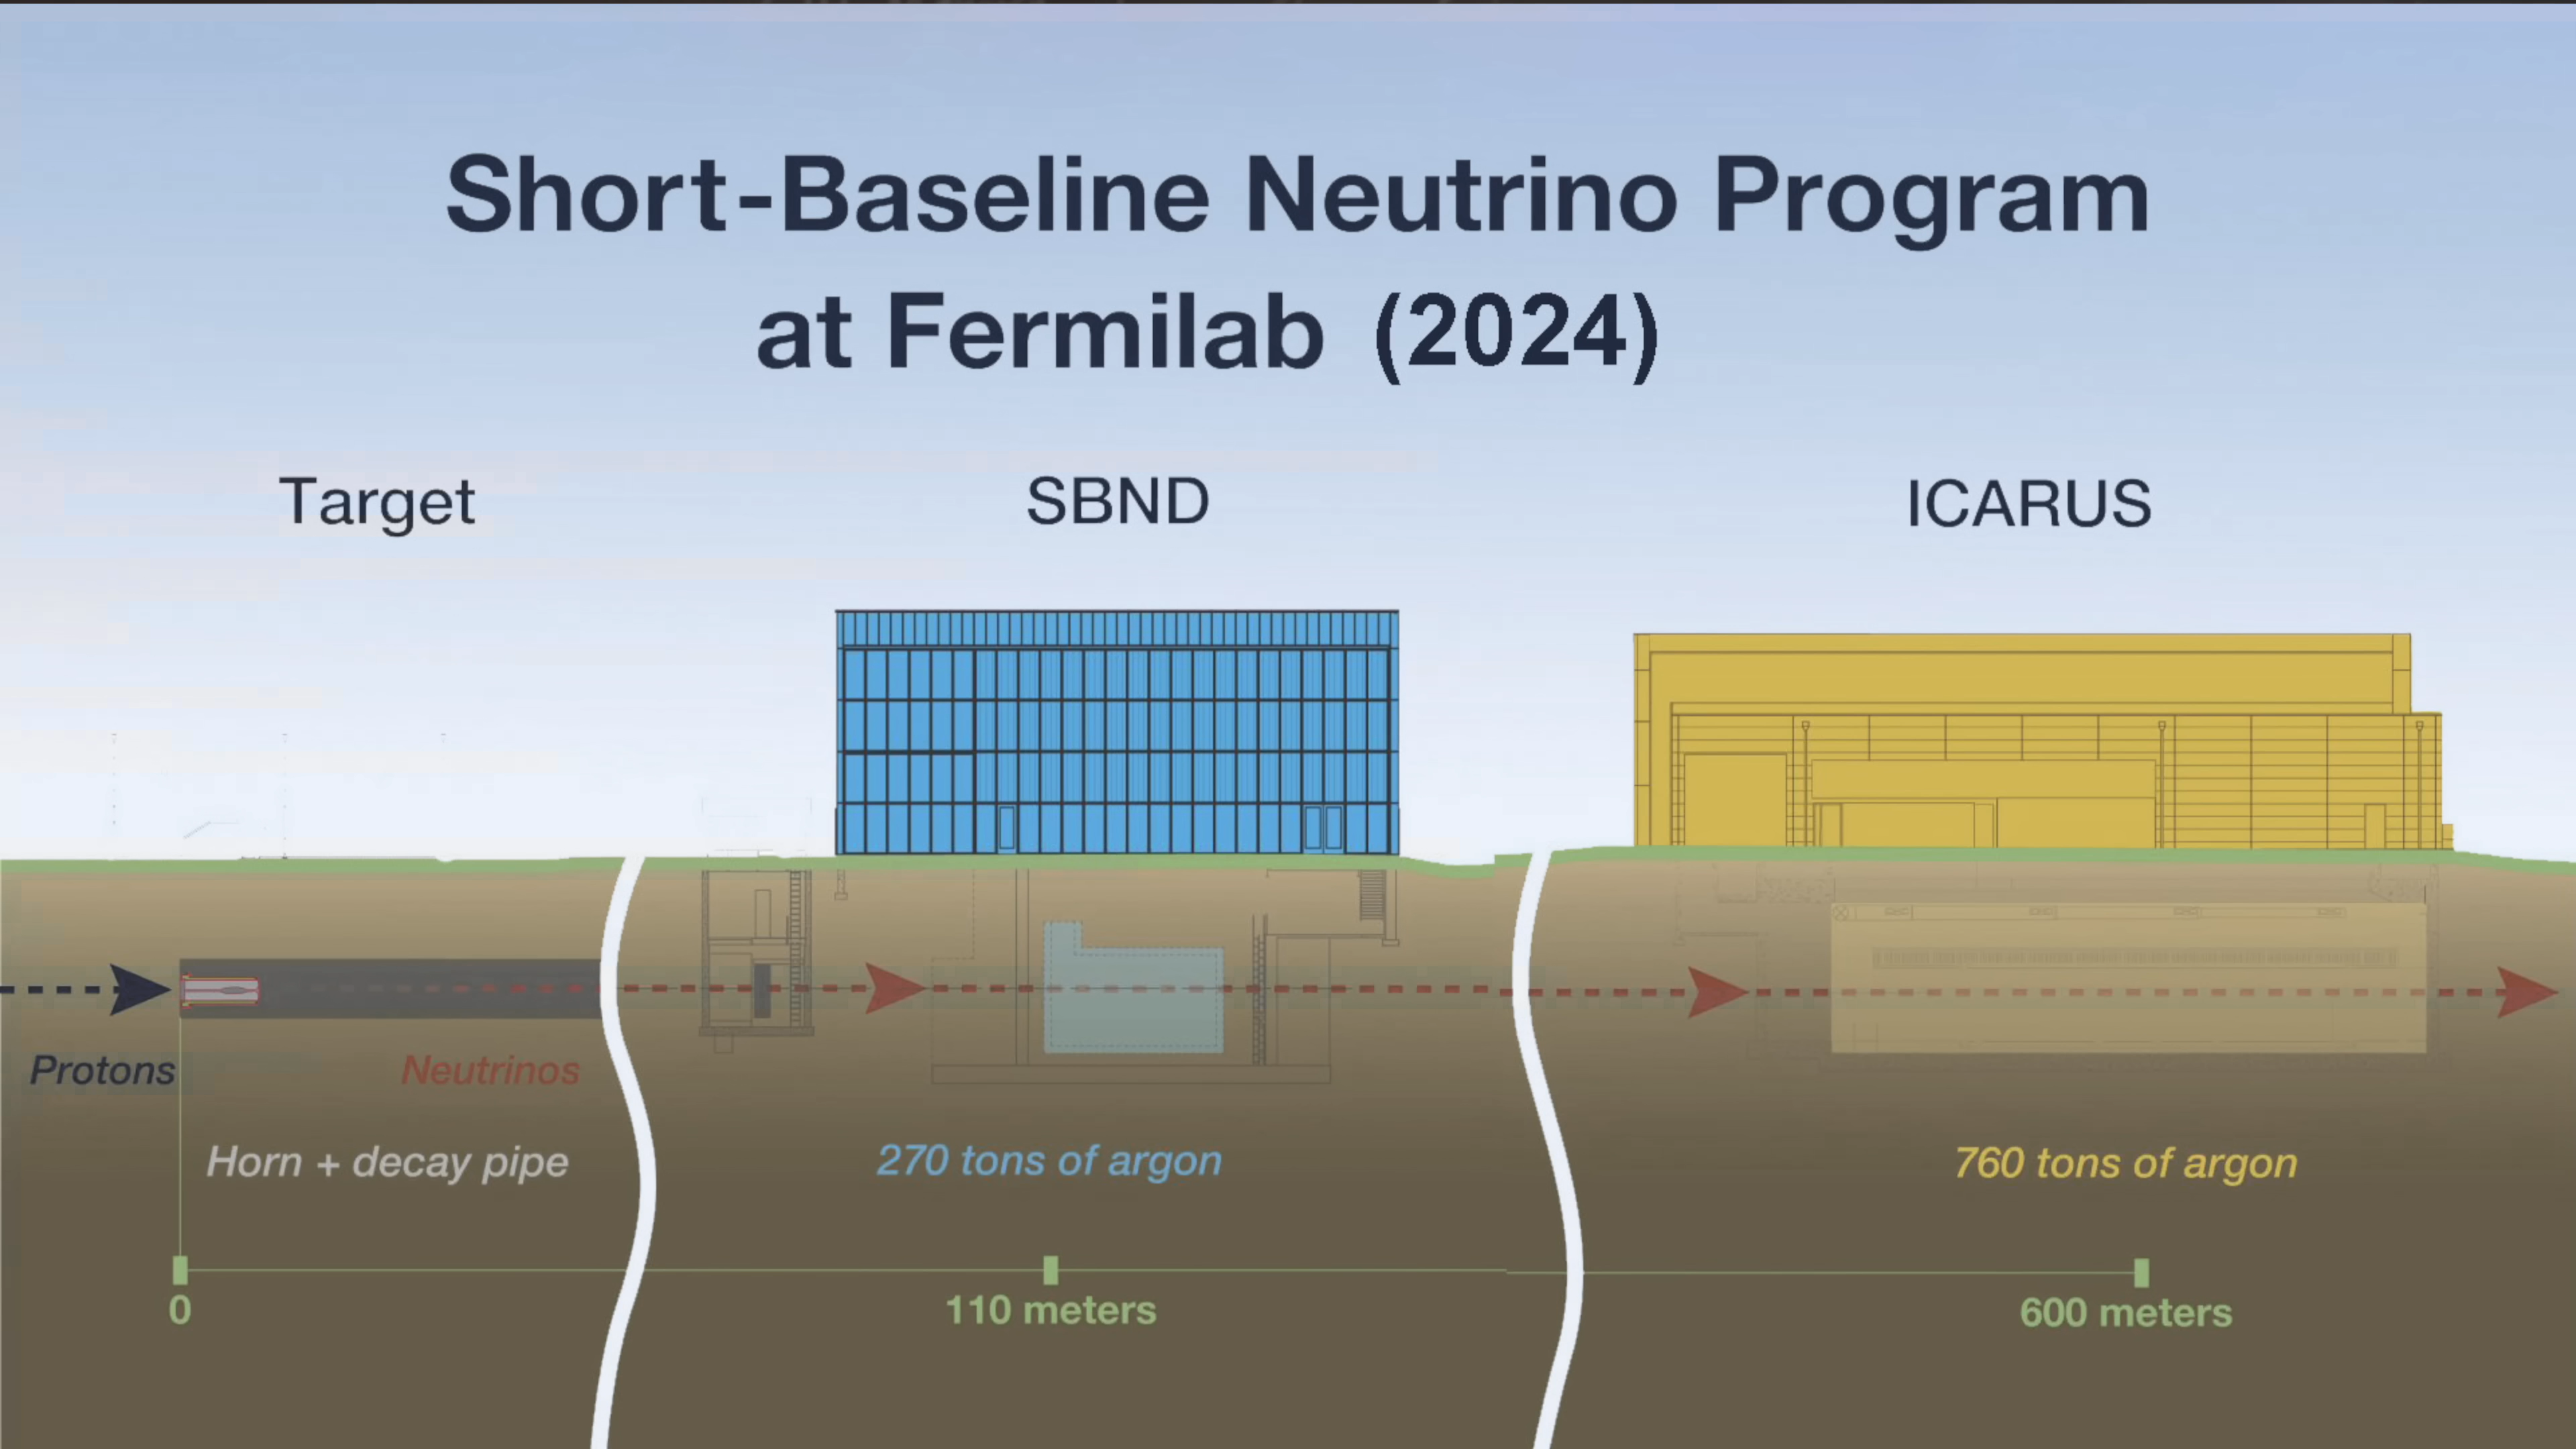 Short-Baseline Neutrino Program
at Fermilab (2024)
Target
SBND
ICARUS
Protons
Neutrinos
Horn + decay pipe
270 tons of argon
760 tons of argon
0
110 meters
600 meters